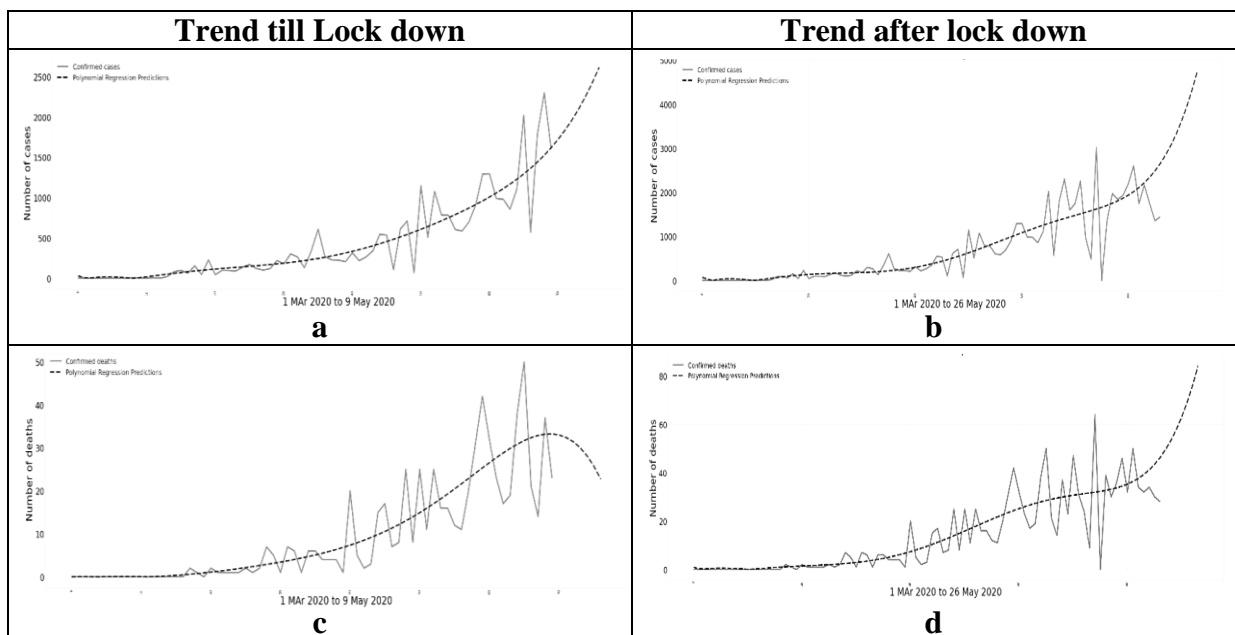 Trend till Lock down
Trend after lock down
Confirmed cases
Polynomial Regression Predictions
2500
2000
1500
1000
500
0
Number of cases
1 MAr 2020 to 9 May 2020
a
5000
Confirmed cases
Polynomial Regression Predictions
4000
3000
2000
1000
0
Number of cases
1 MAr 2020 to 26 May 2020
b
50
Confirmed deaths
Polynomial Regression Predictions
40
30
20
10
0
Number of deaths
1 MAr 2020 to 9 May 2020
c
Confirmed deaths
Polynomial Regression Predictions
80
60
40
20
0
Number of deaths
1 MAr 2020 to 26 May 2020
d